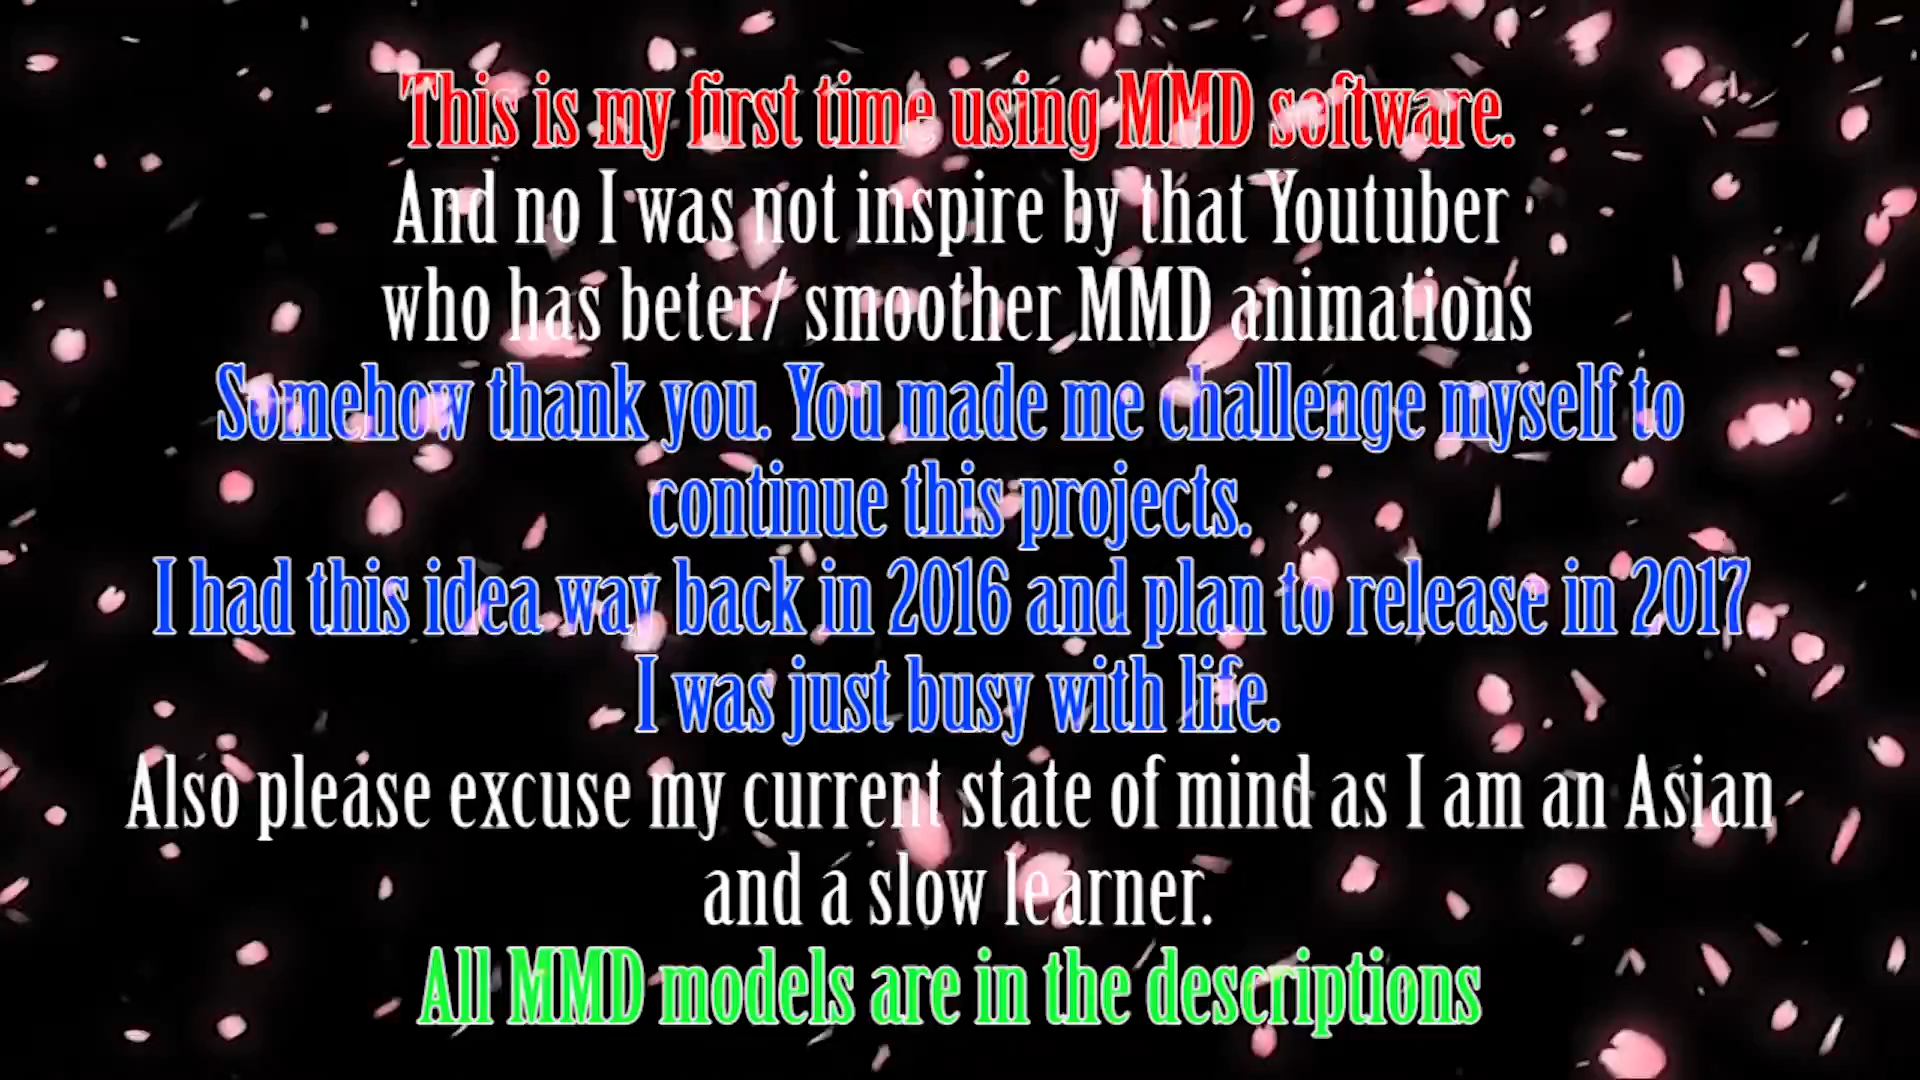 This is my first time using MMD software.
And no I was not inspire by that Youtuber
who has beter/ smoother MMD animations
Somehow thank you. You made me challenge myself to
continue this projects.
I had this idea way back in 2016 and plan to release in 2017
I was just busy with life.
Also please excuse my current state of mind as I am an Asian
and a slow learner.
All MMD models are in the descriptions